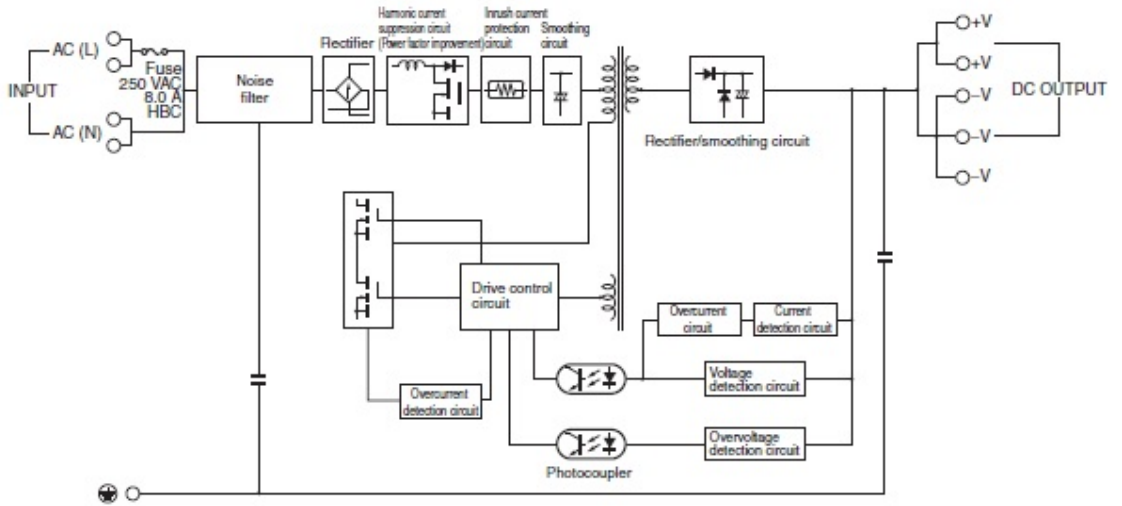 Harmonic current
suppression circuit
(Power factor improvement)
Inrush current
protection
circuit
Smoothing
circuit
Rectifier
INPUT
AC (L)
AC (N)
Fuse
250 VAC
8.0 A
HBC
Noise
filter
+V
+V
−V
−V
−V
DC OUTPUT
Rectifier/smoothing circuit
Drive control
circuit
Overcurrent
circuit
Current
detection circuit
Voltage
detection circuit
Overcurrent
detection circuit
Overvoltage
detection circuit
Photocoupler